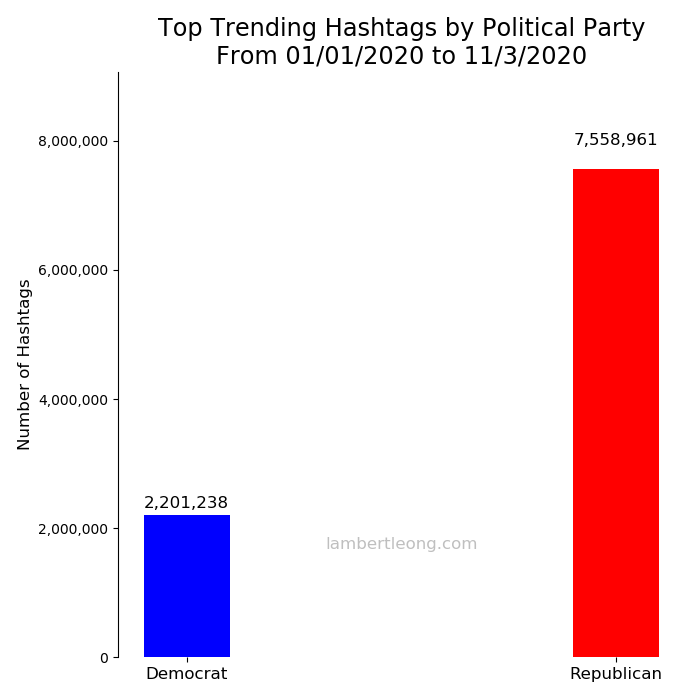 Top Trending Hashtags by Political Party
From 01/01/2020 to 11/3/2020
Number of Hashtags
8,000,000
6,000,000
4,000,000
2,000,000
0
7,558,961
2,201,238
lambertleong.com
Democrat
Republican